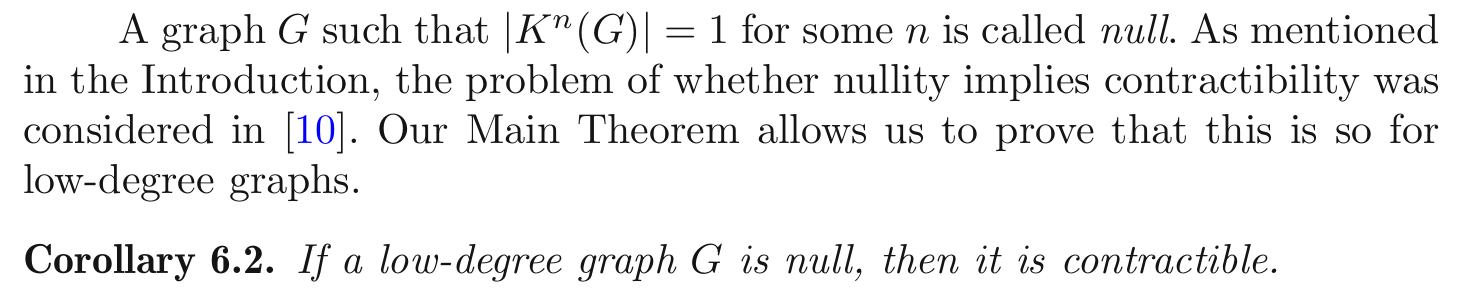 A graph G such that |Kⁿ(G)| = 1 for some n is called null. As mentioned
in the Introduction, the problem of whether nullity implies contractibility was
considered in [10]. Our Main Theorem allows us to prove that this is so for
low-degree graphs.
Corollary 6.2. If a low-degree graph G is null, then it is contractible.